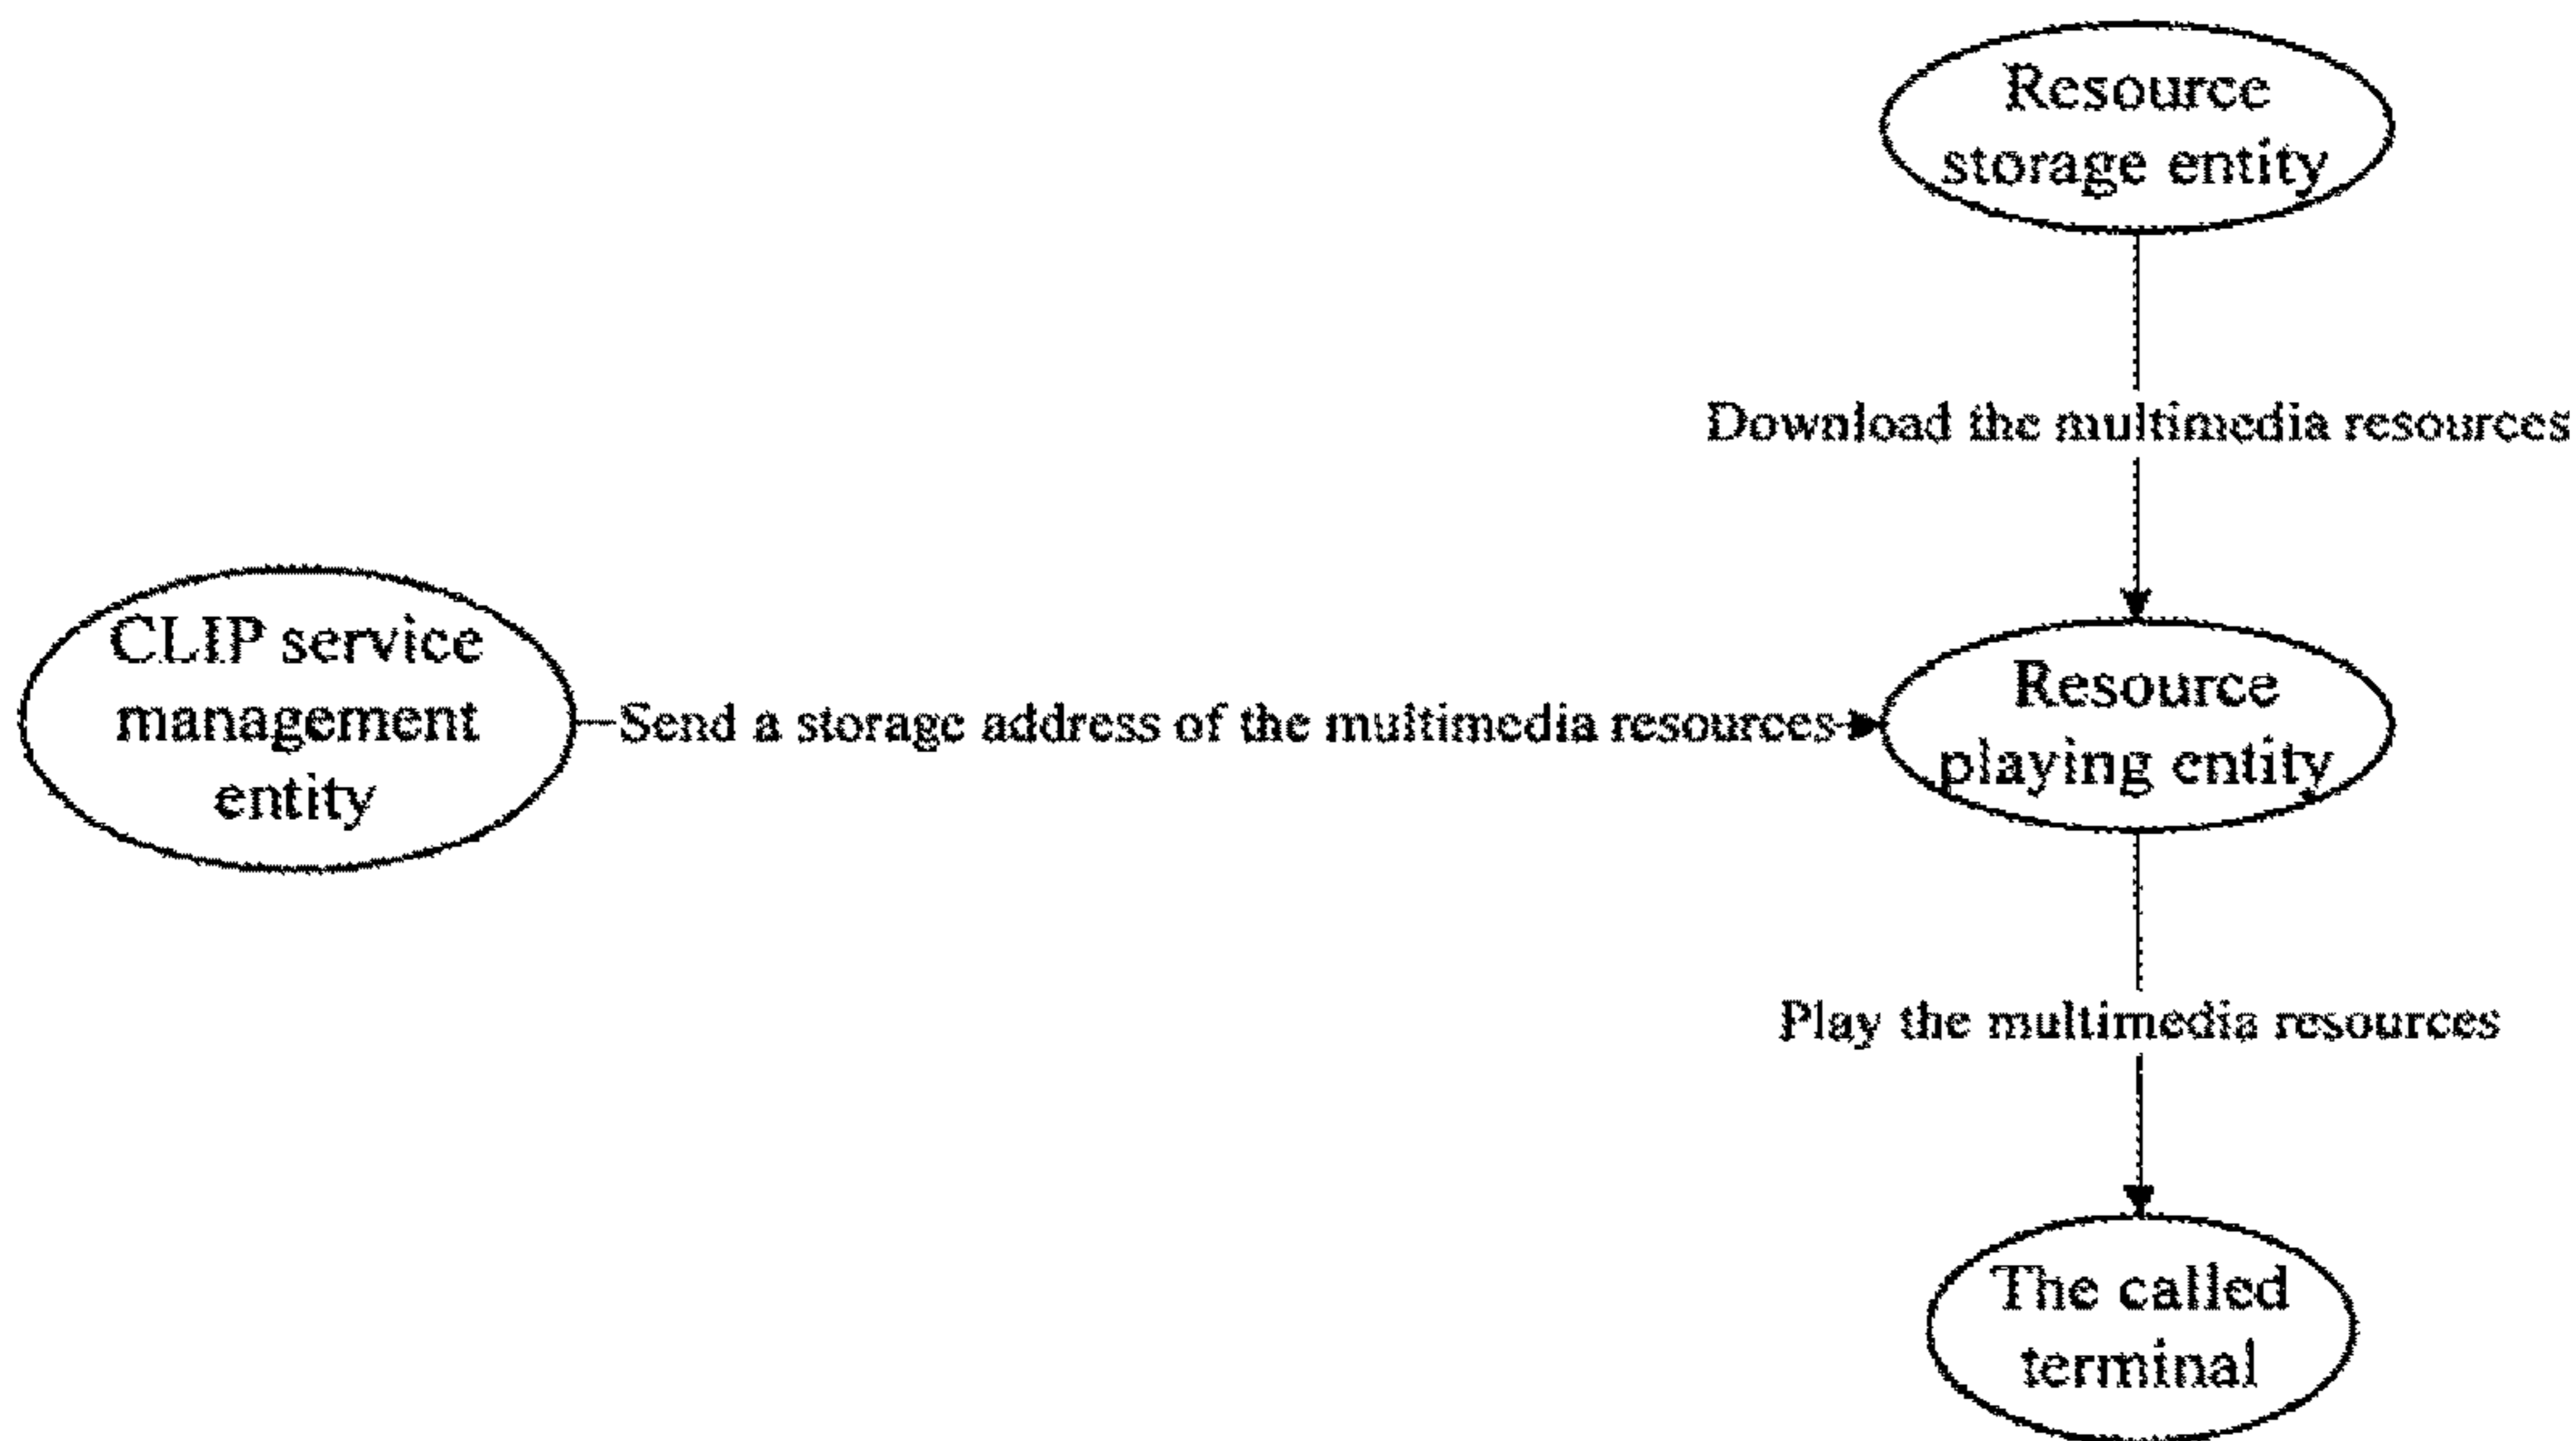 Resource
storage entity
Download the multimedia resources
CLIP service
management
entity
Send a storage address of the multimedia resources
Resource
playing entity
Play the multimedia resources
The called
terminal